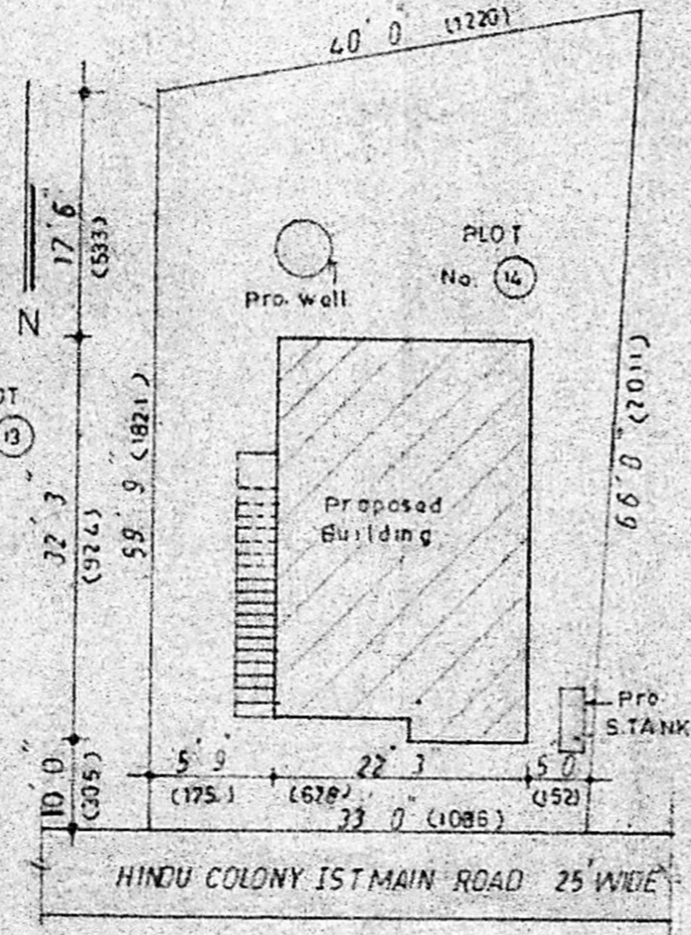 40' 0" (1220)
N
17' 6" (533)
PLOT
No. 14
Pro. Well
OT
13
32' 3" (924)
59' 9" (1821)
66' 0" (2011)
Proposed
Building
Pro.
S.TANK
10' 0" (305)
5' 9" 22' 3" 5' 0"
(175) (678) (152)
33' 0" (1006)
HINDU COLONY IST MAIN ROAD 25' WIDE